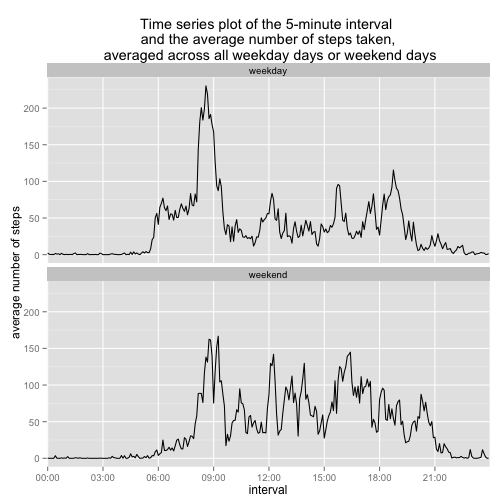 Time series plot of the 5-minute interval
and the average number of steps taken,
averaged across all weekday days or weekend days
weekday
200
150
100
50
0
average number of steps
weekend
200
150
100
50
0
00:00 03:00 06:00 09:00 12:00 15:00 18:00 21:00
interval